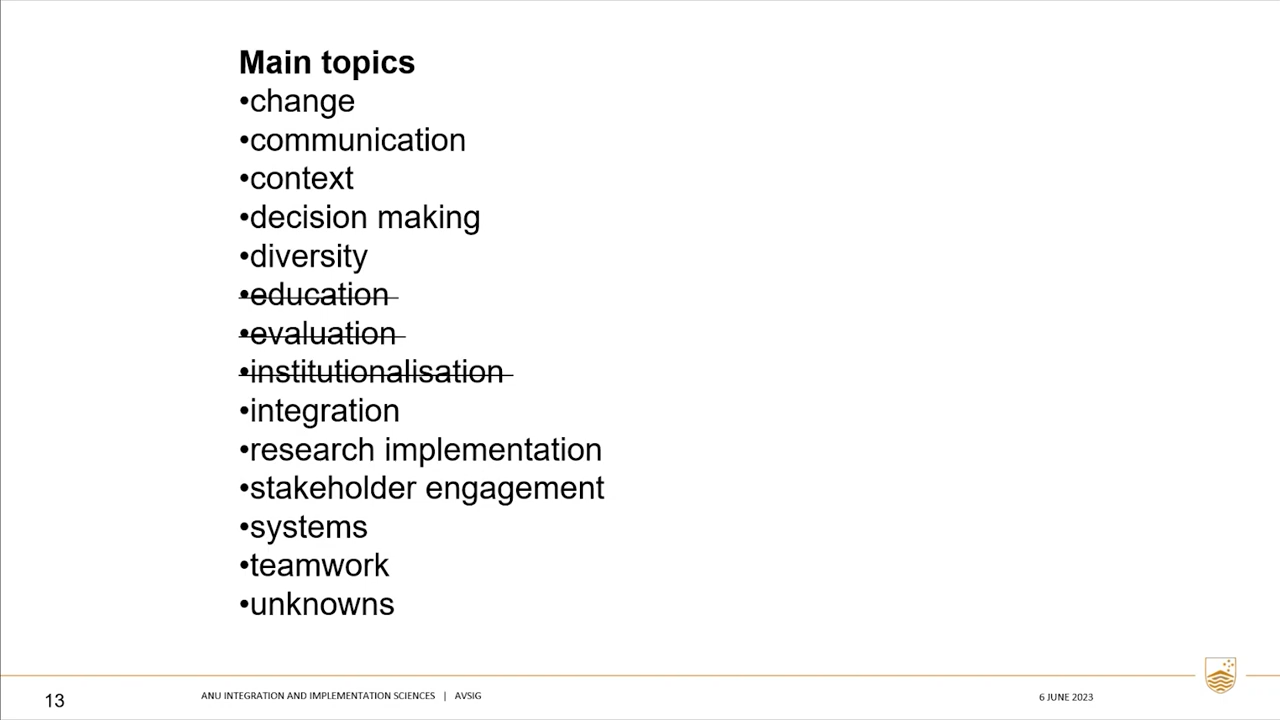 Main topics
•change
•communication
•context
•decision making
•diversity
•education
•evaluation
•institutionalisation
•integration
•research implementation
•stakeholder engagement
•systems
•teamwork
•unknowns
13
ANU INTEGRATION AND IMPLEMENTATION SCIENCES | AVSIG
6 JUNE 2023